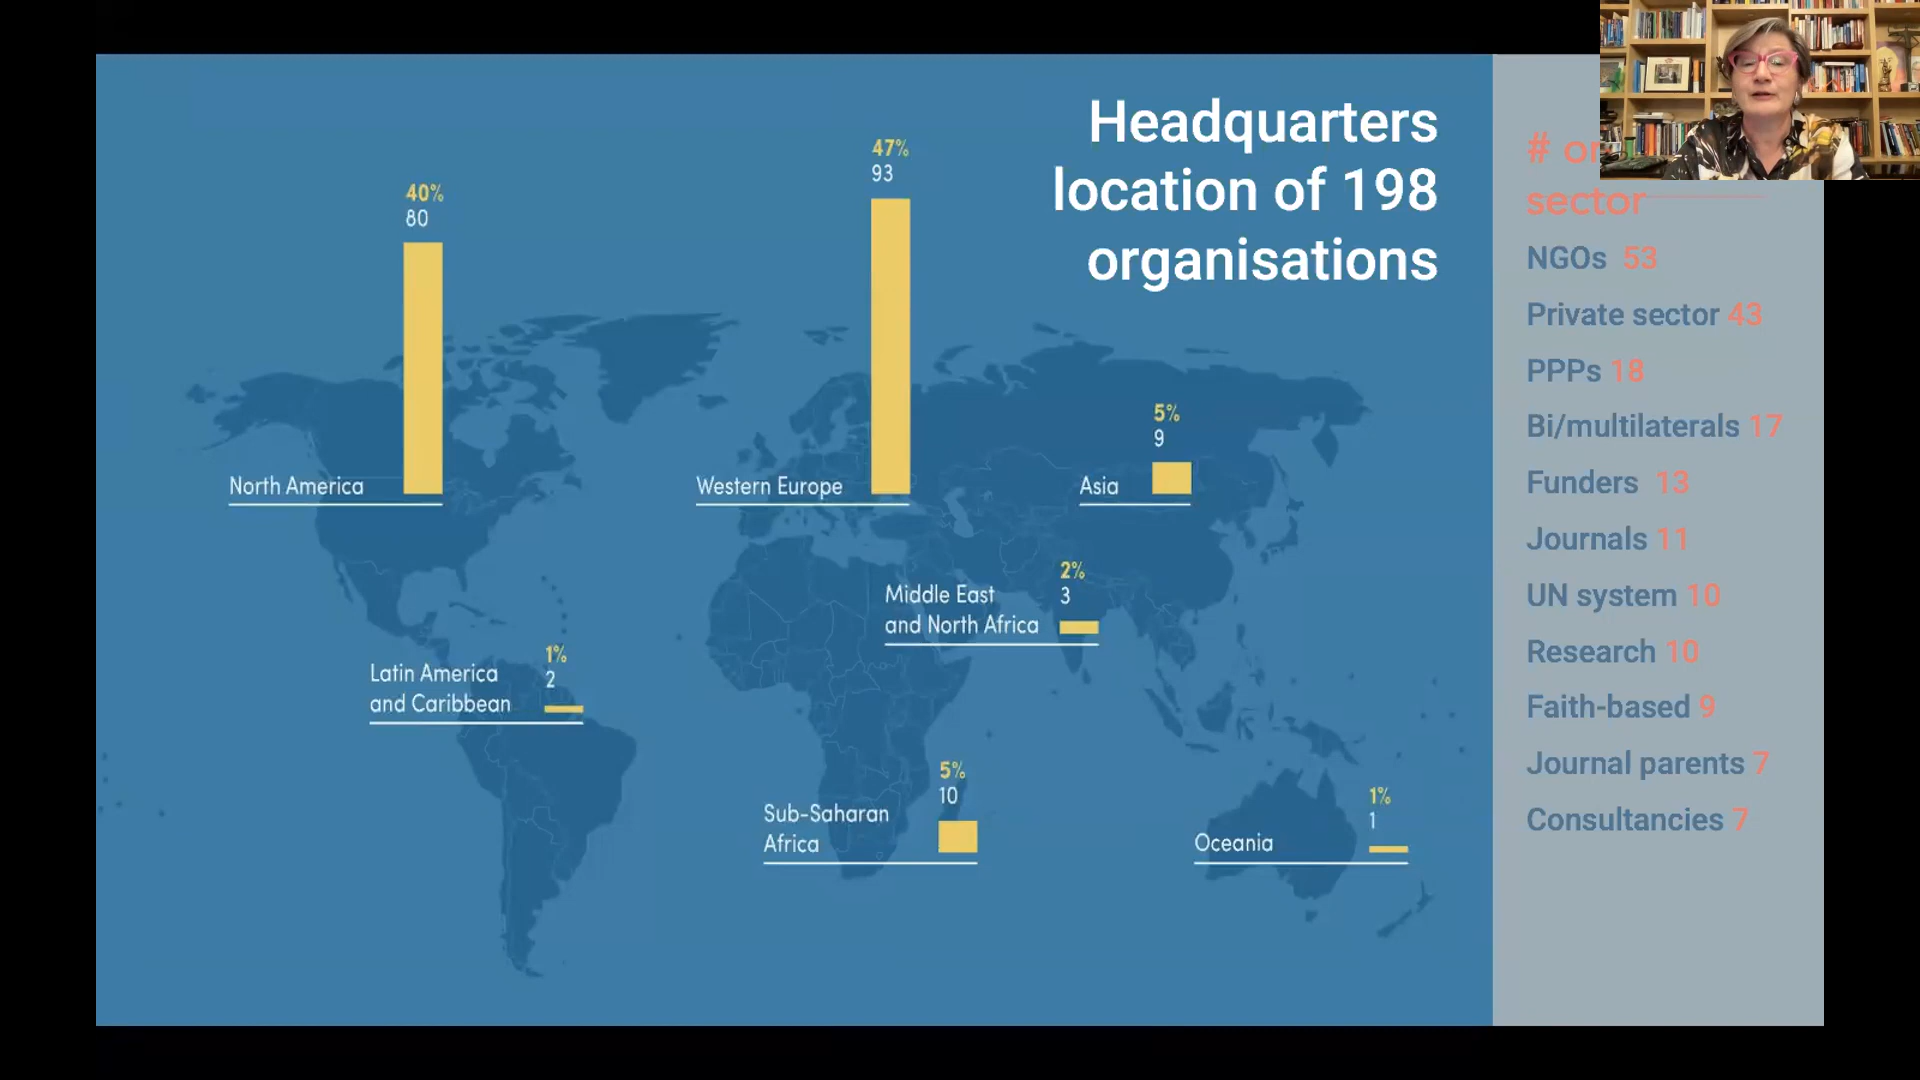 Headquarters
location of 198
organisations
40%
80
North America
47%
93
Western Europe
5%
9
Asia
2%
3
Middle East
and North Africa
1%
2
Latin America
and Caribbean
5%
10
Sub-Saharan
Africa
1%
1
Oceania
#
sector
NGOs 53
Private sector 43
PPPs 18
Bi/multilaterals 17
Funders 13
Journals 11
UN system 10
Research 10
Faith-based 9
Journal parents 7
Consultancies 7